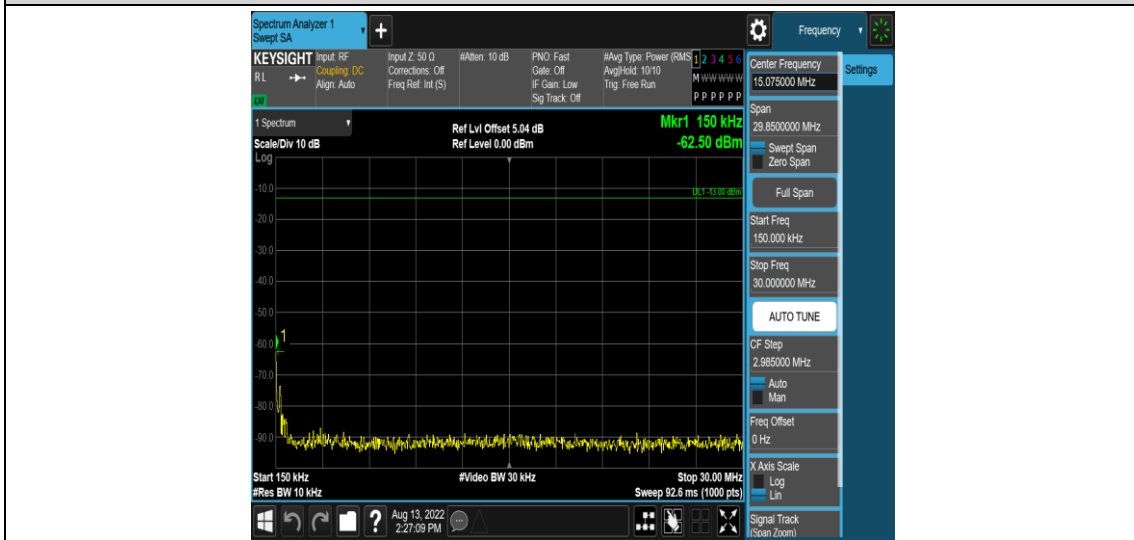 Spectrum Analyzer 1
Swept SA
+
Frequency
KEYSIGHT
RL
LXI
Input: RF
Coupling: DC
Align: Auto
Input Z: 50 Ω
Corrections: Off
Freq Ref: Int (S)
#Atten: 10 dB
PNO: Fast
Gate: Off
IF Gain: Low
Sig Track: Off
#Avg Type: Power (RMS
Avg|Hold: 10/10
Trig: Free Run
1 2 3 4 5 6
M W W W W W
P P P P P P
1 Spectrum
Scale/Div 10 dB
Log
Ref Lvl Offset 5.04 dB
Ref Level 0.00 dBm
Mkr1 150 kHz
-62.50 dBm
DL1 -13.00 dBm
-10.0
-20.0
-30.0
-40.0
-50.0
1
-60.0
-70.0
-80.0
-90.0
Start 150 kHz
#Res BW 10 kHz
#Video BW 30 kHz
Stop 30.00 MHz
Sweep 92.6 ms (1000 pts)
Center Frequency
15.075000 MHz
Settings
Span
29.8500000 MHz
Swept Span
Zero Span
Full Span
Start Freq
150.000 kHz
Stop Freq
30.000000 MHz
AUTO TUNE
CF Step
2.985000 MHz
Auto
Man
Freq Offset
0 Hz
X Axis Scale
Log
Lin
Signal Track
(Span Zoom)
?
Aug 13, 2022
2:27:09 PM